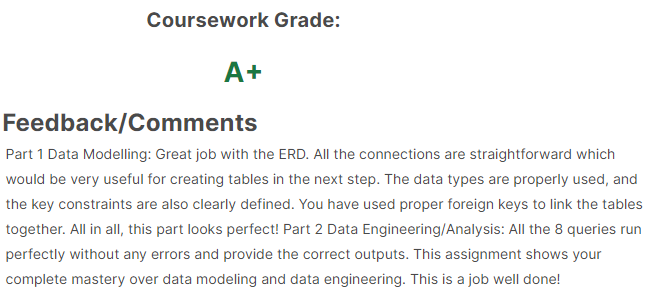 Coursework Grade:
A+
Feedback/Comments
Part 1 Data Modelling: Great job with the ERD. All the connections are straightforward which
would be very useful for creating tables in the next step. The data types are properly used, and
the key constraints are also clearly defined. You have used proper foreign keys to link the tables
together. All in all, this part looks perfect! Part 2 Data Engineering/Analysis: All the 8 queries run
perfectly without any errors and provide the correct outputs. This assignment shows your
complete mastery over data modeling and data engineering. This is a job well done!